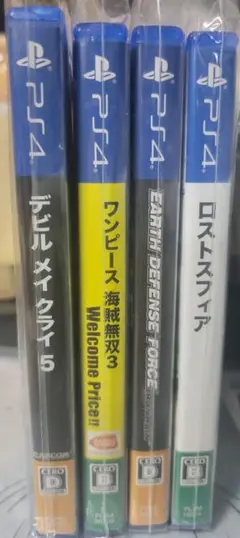 PS4
デビル メイ クライ 5
CAPCOM
CERO
D
PS4
ワンピース 海賊無双3
Welcome Price!!
CERO
B
PS4
EARTH DEFENSE FORCE
CERO
D
PS4
ロストスフィア
CERO
B